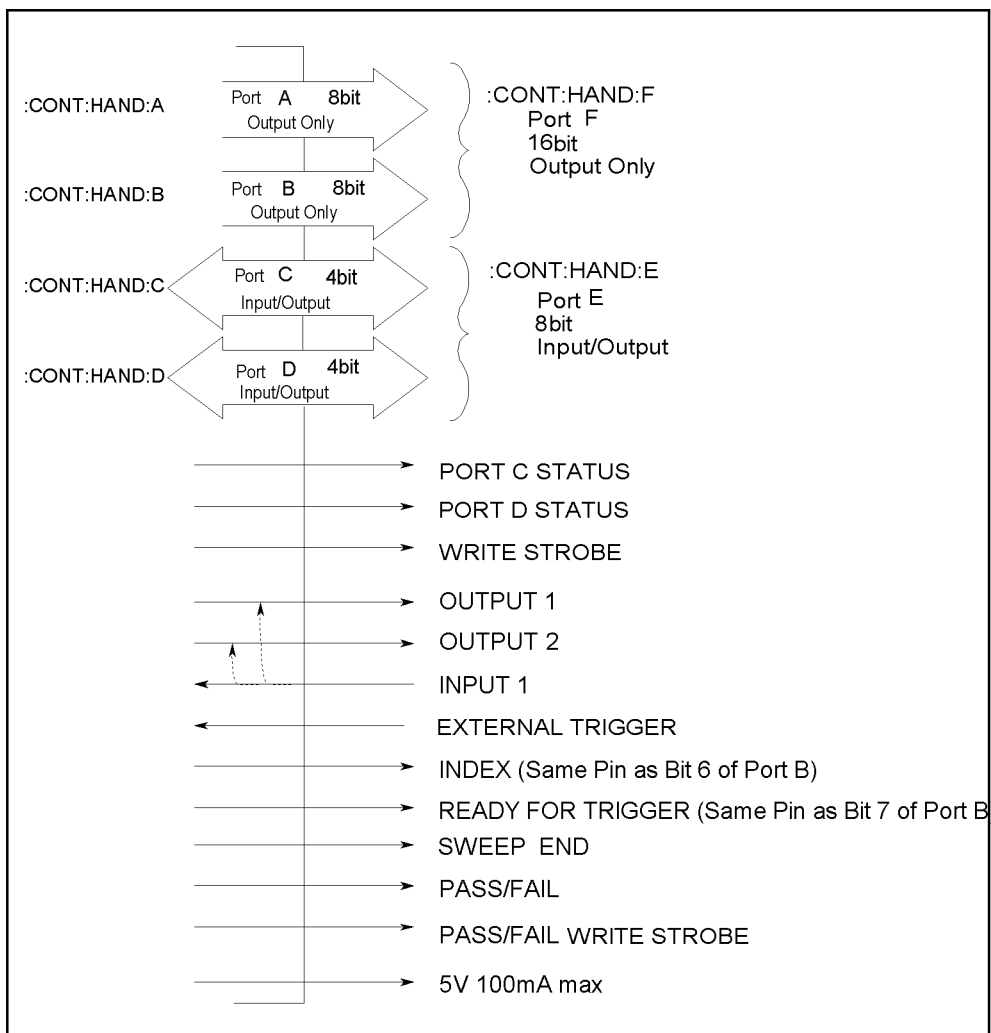 :CONT:HAND:A
Port A 8bit
Output Only
:CONT:HAND:F
Port F
16bit
Output Only
:CONT:HAND:B
Port B 8bit
Output Only
:CONT:HAND:C
Port C 4bit
Input/Output
:CONT:HAND:E
Port E
8bit
Input/Output
:CONT:HAND:D
Port D 4bit
Input/Output
PORT C STATUS
PORT D STATUS
WRITE STROBE
OUTPUT 1
OUTPUT 2
INPUT 1
EXTERNAL TRIGGER
INDEX (Same Pin as Bit 6 of Port B)
READY FOR TRIGGER (Same Pin as Bit 7 of Port B
SWEEP END
PASS/FAIL
PASS/FAIL WRITE STROBE
5V 100mA max